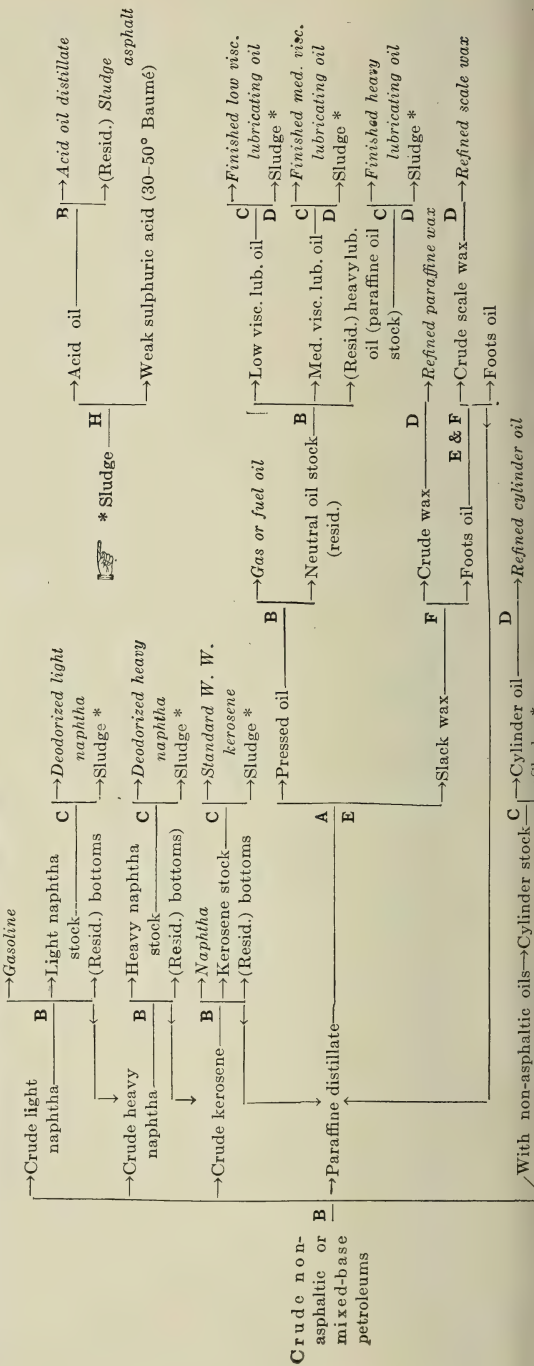 Crude non-
asphaltic or
mixed-base
petroleums
B
→Crude light
naphtha
B
→Gasoline
→Light naphtha
stock
→(Resid.) bottoms
C
→Deodorized light
naphtha
→Sludge *
→Crude heavy
naphtha
B
→Heavy naphtha
stock
→(Resid.) bottoms)
C
→Deodorized heavy
naphtha
→Sludge *
→Crude kerosene
B
→Naphtha
→Kerosene stock
→(Resid.) bottoms
C
→Standard W. W.
kerosene
→Sludge *
☞ * Sludge
H
→Acid oil
B
→Acid oil distillate
→(Resid.) Sludge
asphalt
→Weak sulphuric acid (30–50° Baumé)
→Paraffine distillate
A
E
→Pressed oil
B
→Gas or fuel oil
→Neutral oil stock
(resid.)
B
→Low visc. lub. oil
C
D
→Finished low visc.
lubricating oil
→Sludge *
→Med. visc. lub. oil
C
D
→Finished med. visc.
lubricating oil
→Sludge *
→(Resid.) heavy lub.
oil (paraffine oil
stock)
C
D
→Finished heavy
lubricating oil
→Sludge *
→Slack wax
F
→Crude wax
D
→Refined paraffine wax
→Foots oil
E & F
→Crude scale wax
D
→Refined scale wax
→Foots oil
With non-asphaltic oils→Cylinder stock
C
→Cylinder oil
D
→Refined cylinder oil